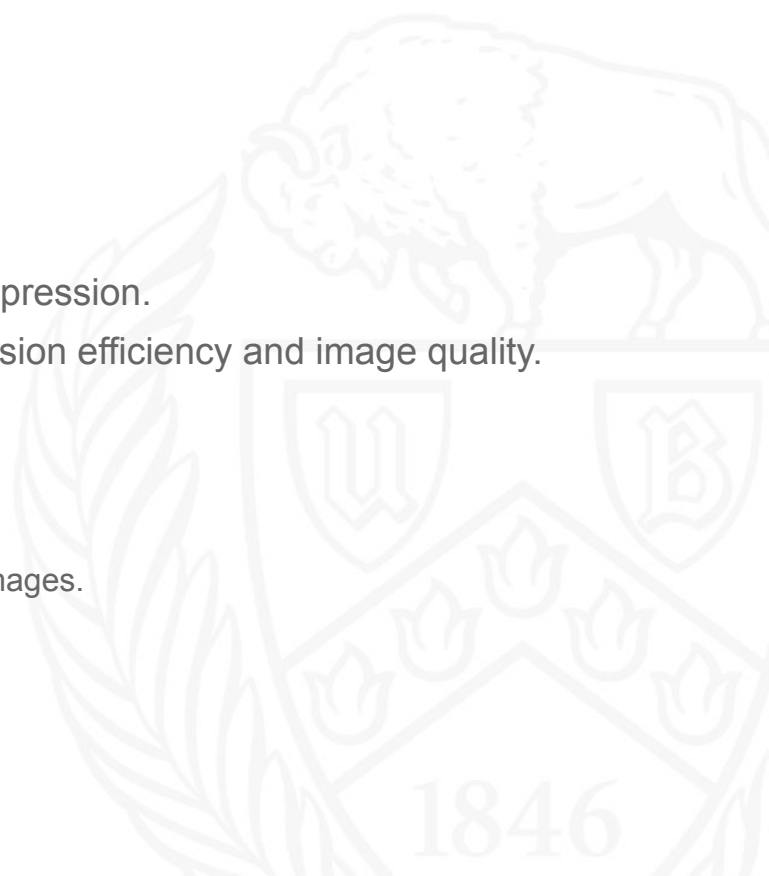 pression.
sion efficiency and image quality.
U B
nages.
1846